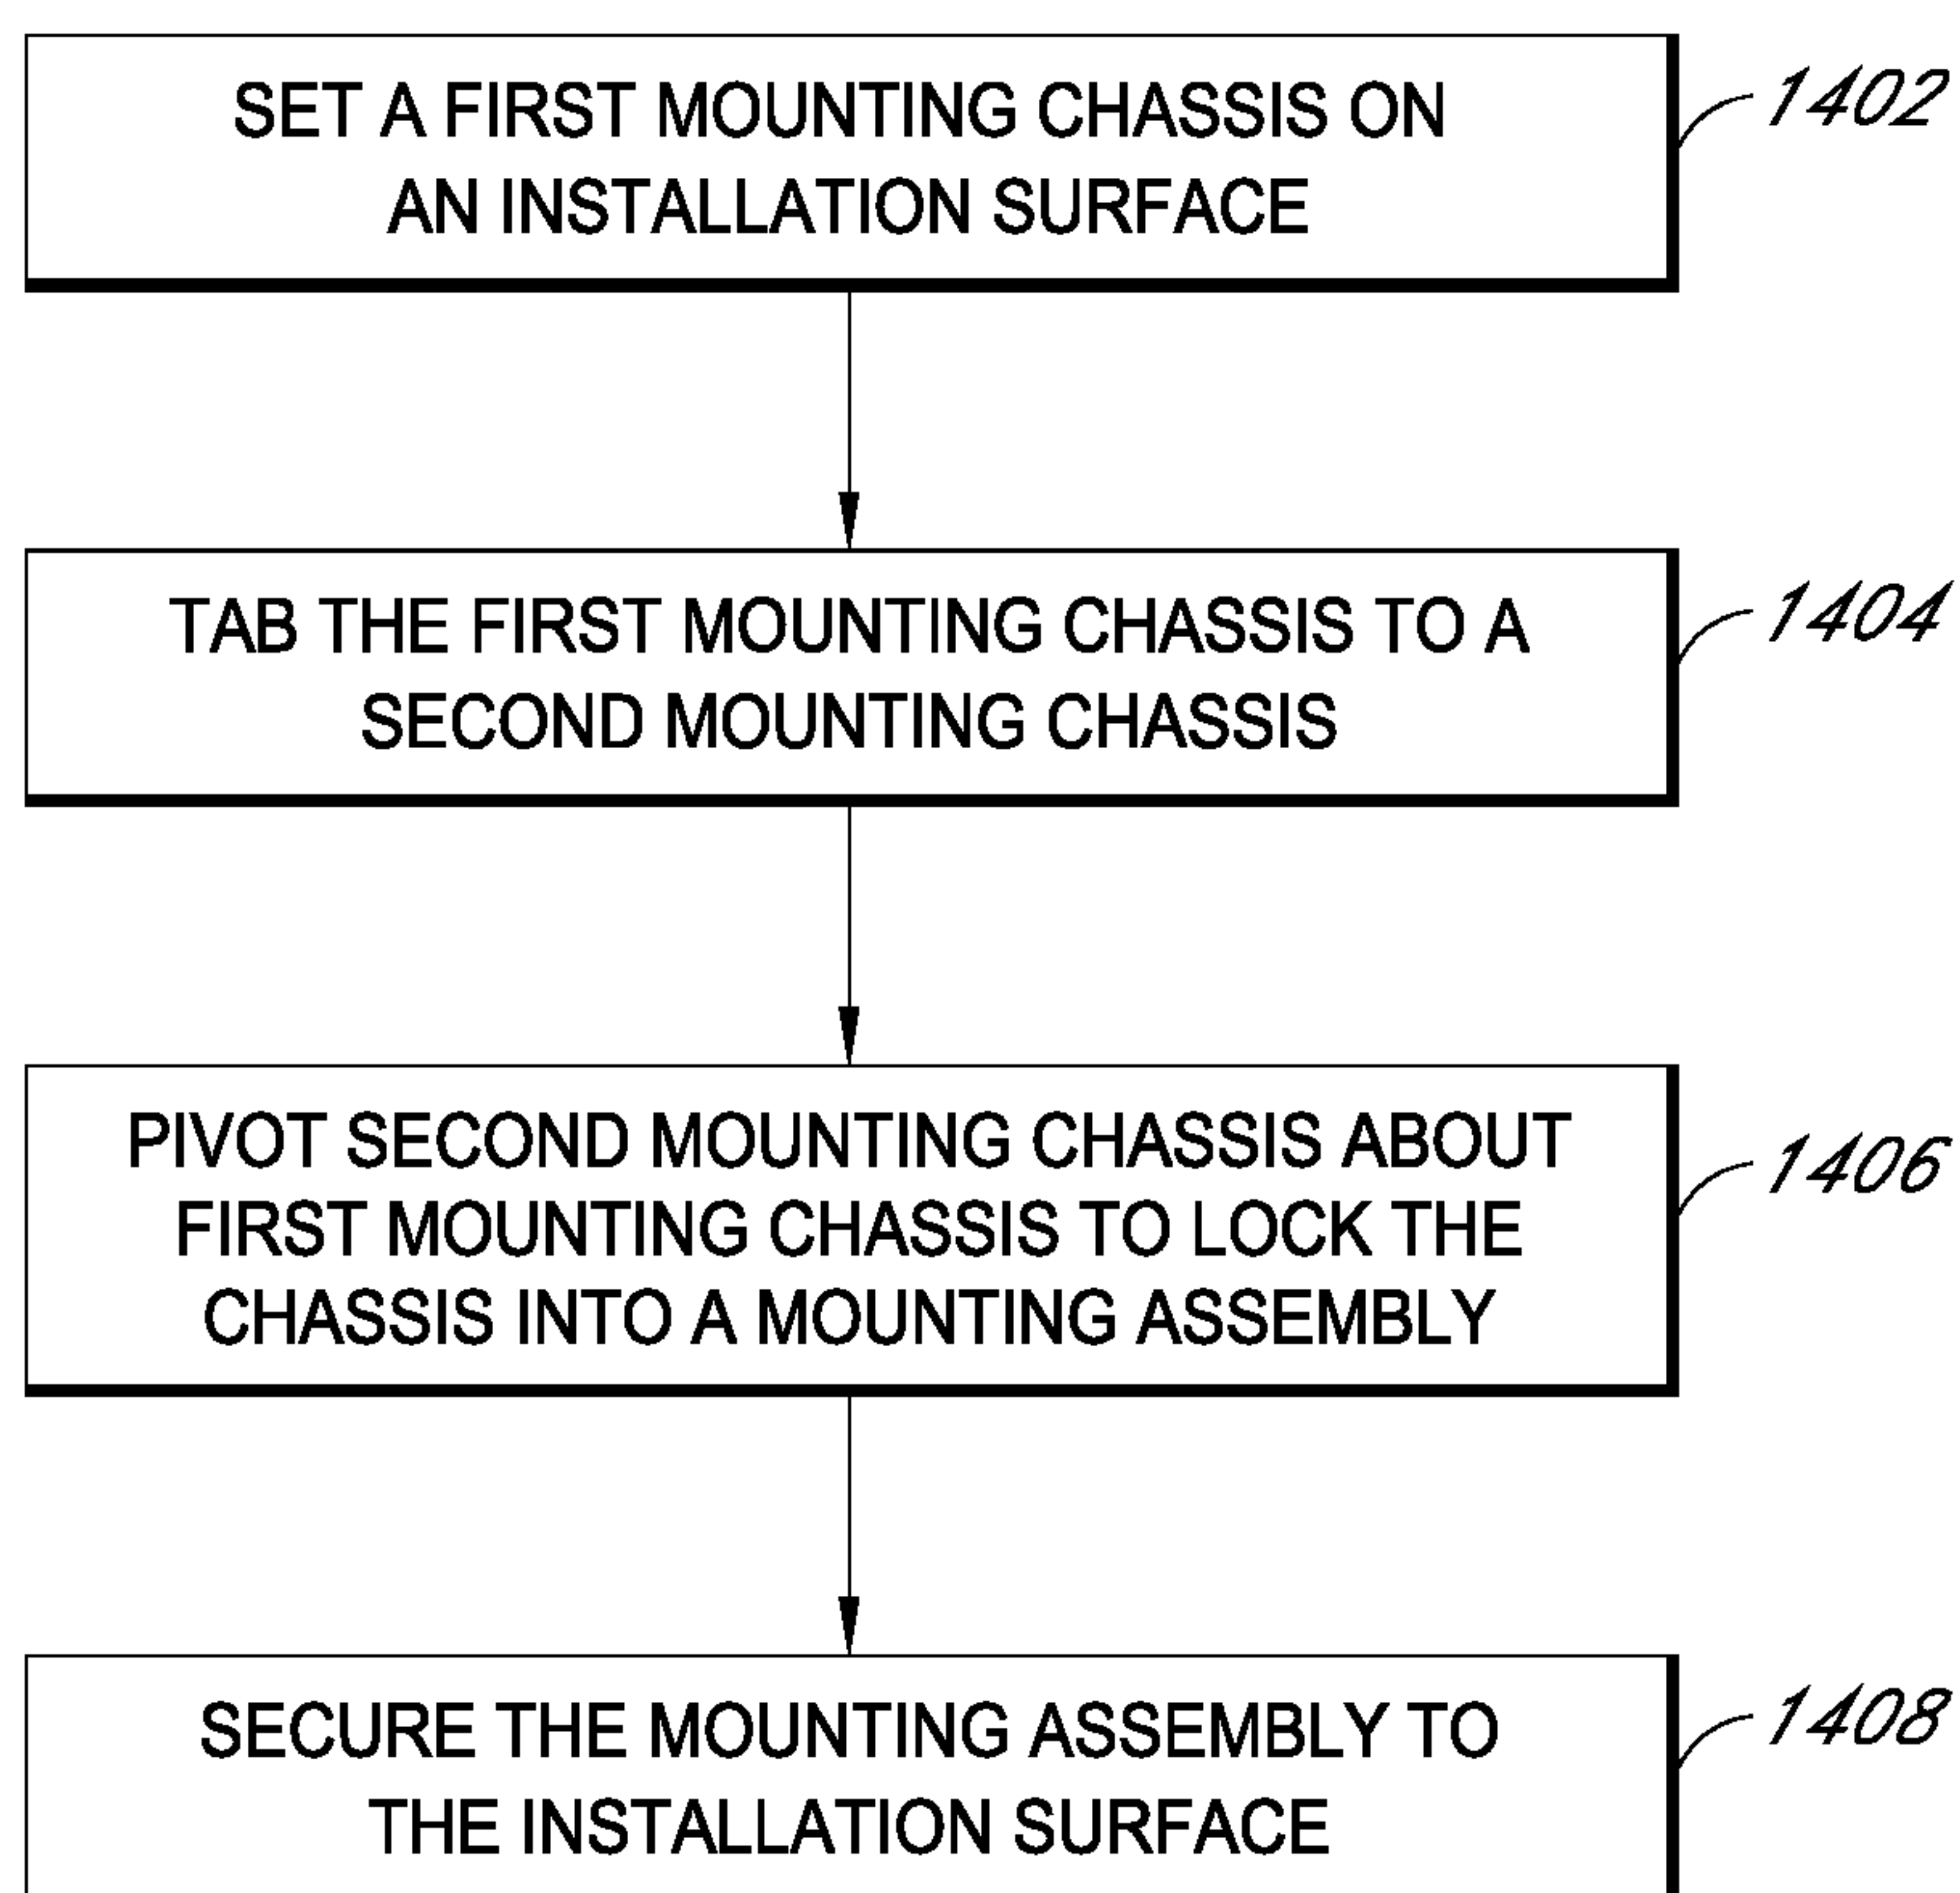 SET A FIRST MOUNTING CHASSIS ON
AN INSTALLATION SURFACE
1402
TAB THE FIRST MOUNTING CHASSIS TO A
SECOND MOUNTING CHASSIS
1404
PIVOT SECOND MOUNTING CHASSIS ABOUT
FIRST MOUNTING CHASSIS TO LOCK THE
CHASSIS INTO A MOUNTING ASSEMBLY
1406
SECURE THE MOUNTING ASSEMBLY TO
THE INSTALLATION SURFACE
1408